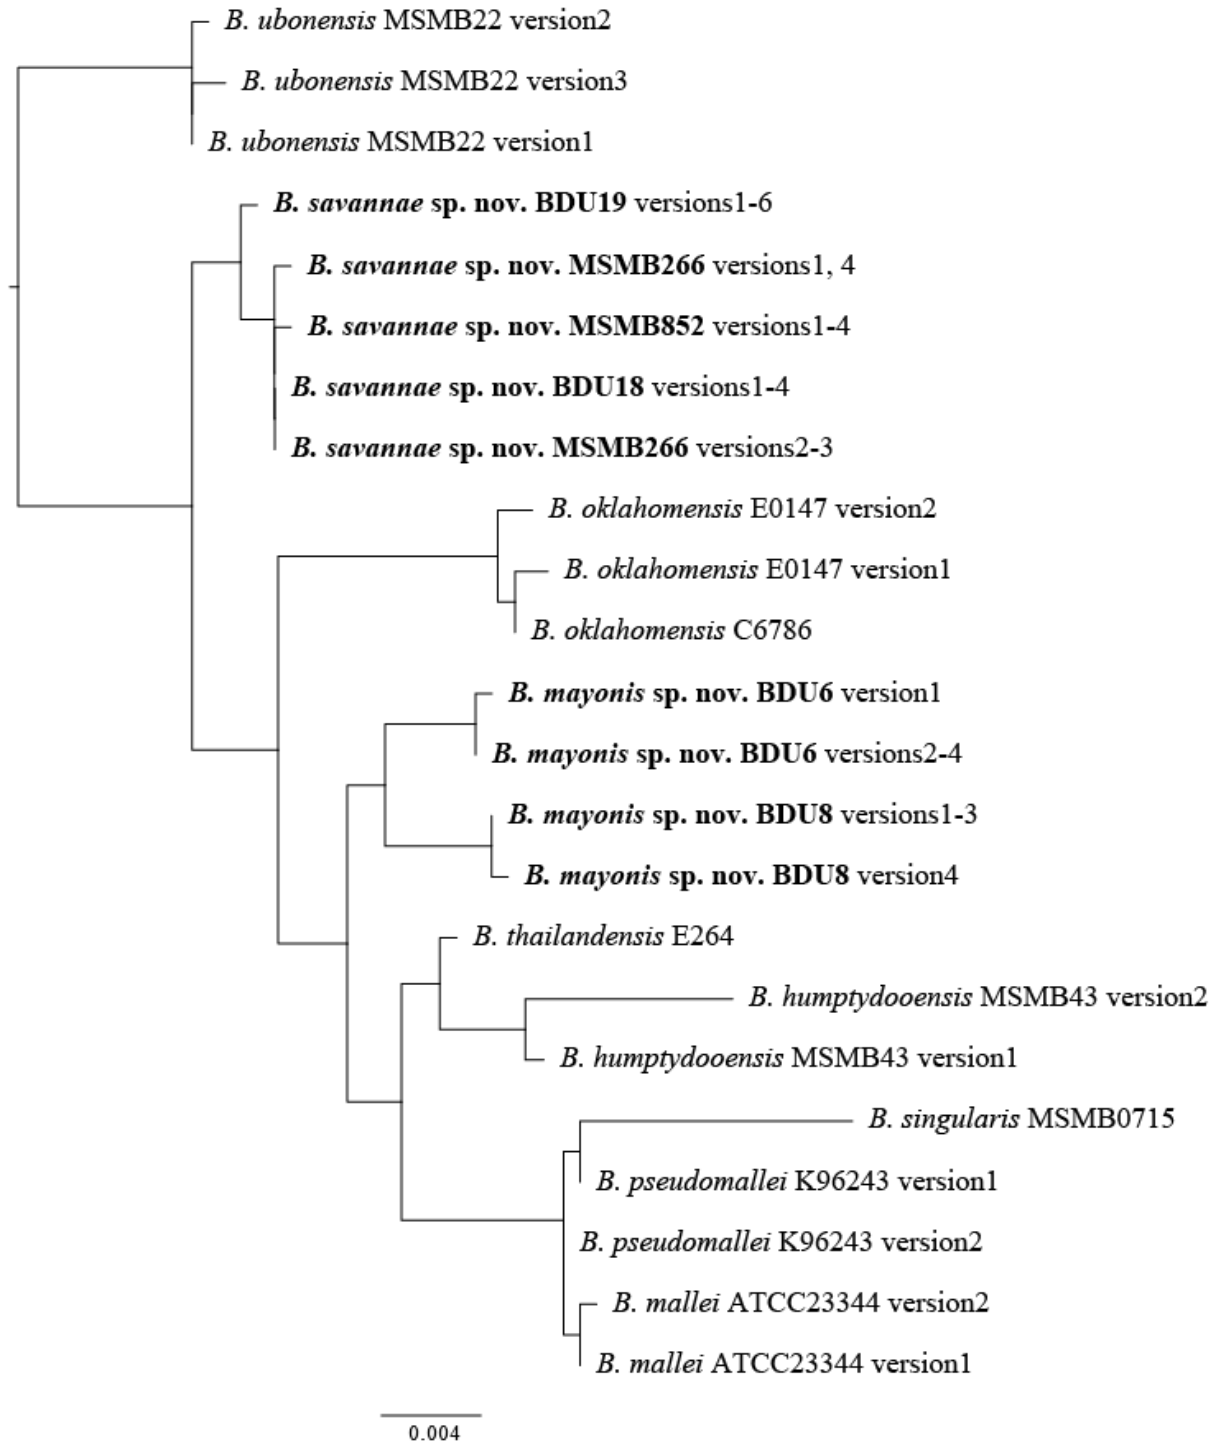 B. ubonensis MSMB22 version2
B. ubonensis MSMB22 version3
B. ubonensis MSMB22 version1
B. savannae sp. nov. BDU19 versions1-6
B. savannae sp. nov. MSMB266 versions1, 4
B. savannae sp. nov. MSMB852 versions1-4
B. savannae sp. nov. BDU18 versions1-4
B. savannae sp. nov. MSMB266 versions2-3
B. oklahomensis E0147 version2
B. oklahomensis E0147 version1
B. oklahomensis C6786
B. mayonis sp. nov. BDU6 version1
B. mayonis sp. nov. BDU6 versions2-4
B. mayonis sp. nov. BDU8 versions1-3
B. mayonis sp. nov. BDU8 version4
B. thailandensis E264
B. humptydooensis MSMB43 version2
B. humptydooensis MSMB43 version1
B. singularis MSMB0715
B. pseudomallei K96243 version1
B. pseudomallei K96243 version2
B. mallei ATCC23344 version2
B. mallei ATCC23344 version1
0.004